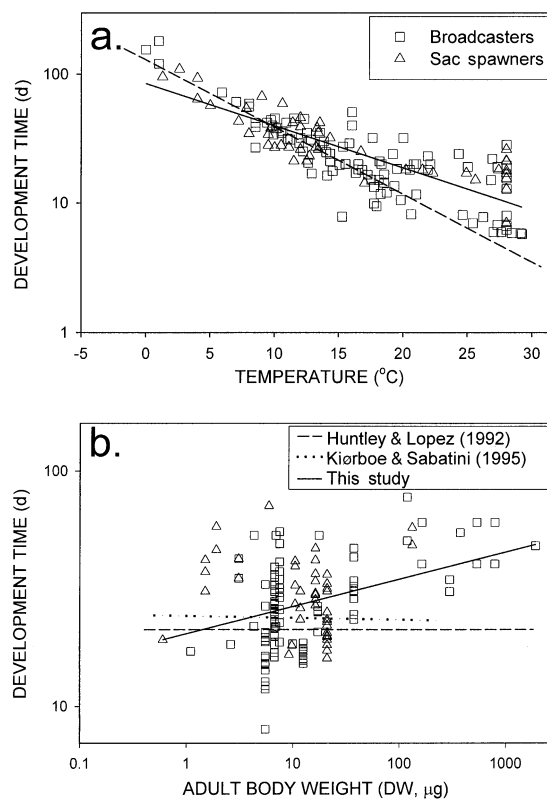 a.
Broadcasters
Sac spawners
DEVELOPMENT TIME (d)
100
10
1
-5 0 5 10 15 20 25 30
TEMPERATURE (°C)
b.
Huntley & Lopez (1992)
Kiørboe & Sabatini (1995)
This study
DEVELOPMENT TIME (d)
100
10
0.1 1 10 100 1000
ADULT BODY WEIGHT (DW, µg)